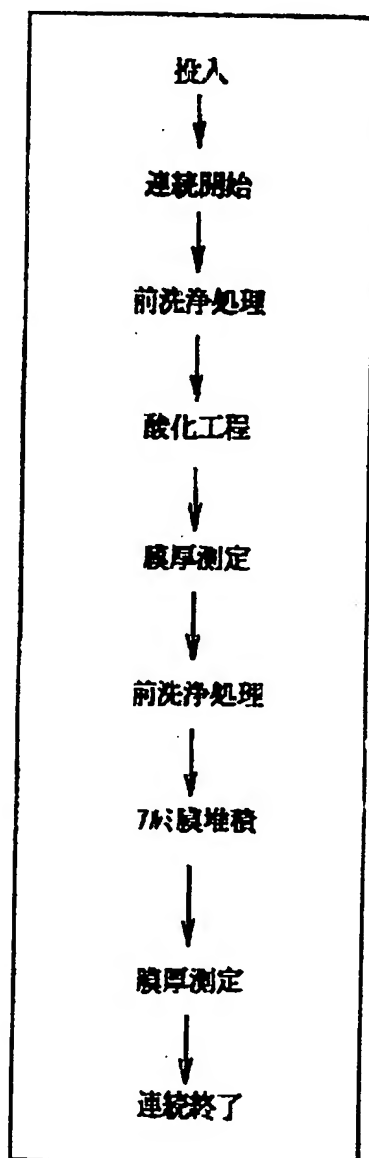 投入
連続開始
前洗浄処理
酸化工程
膜厚測定
前洗浄処理
ｱﾙﾐ膜堆積
膜厚測定
連続終了